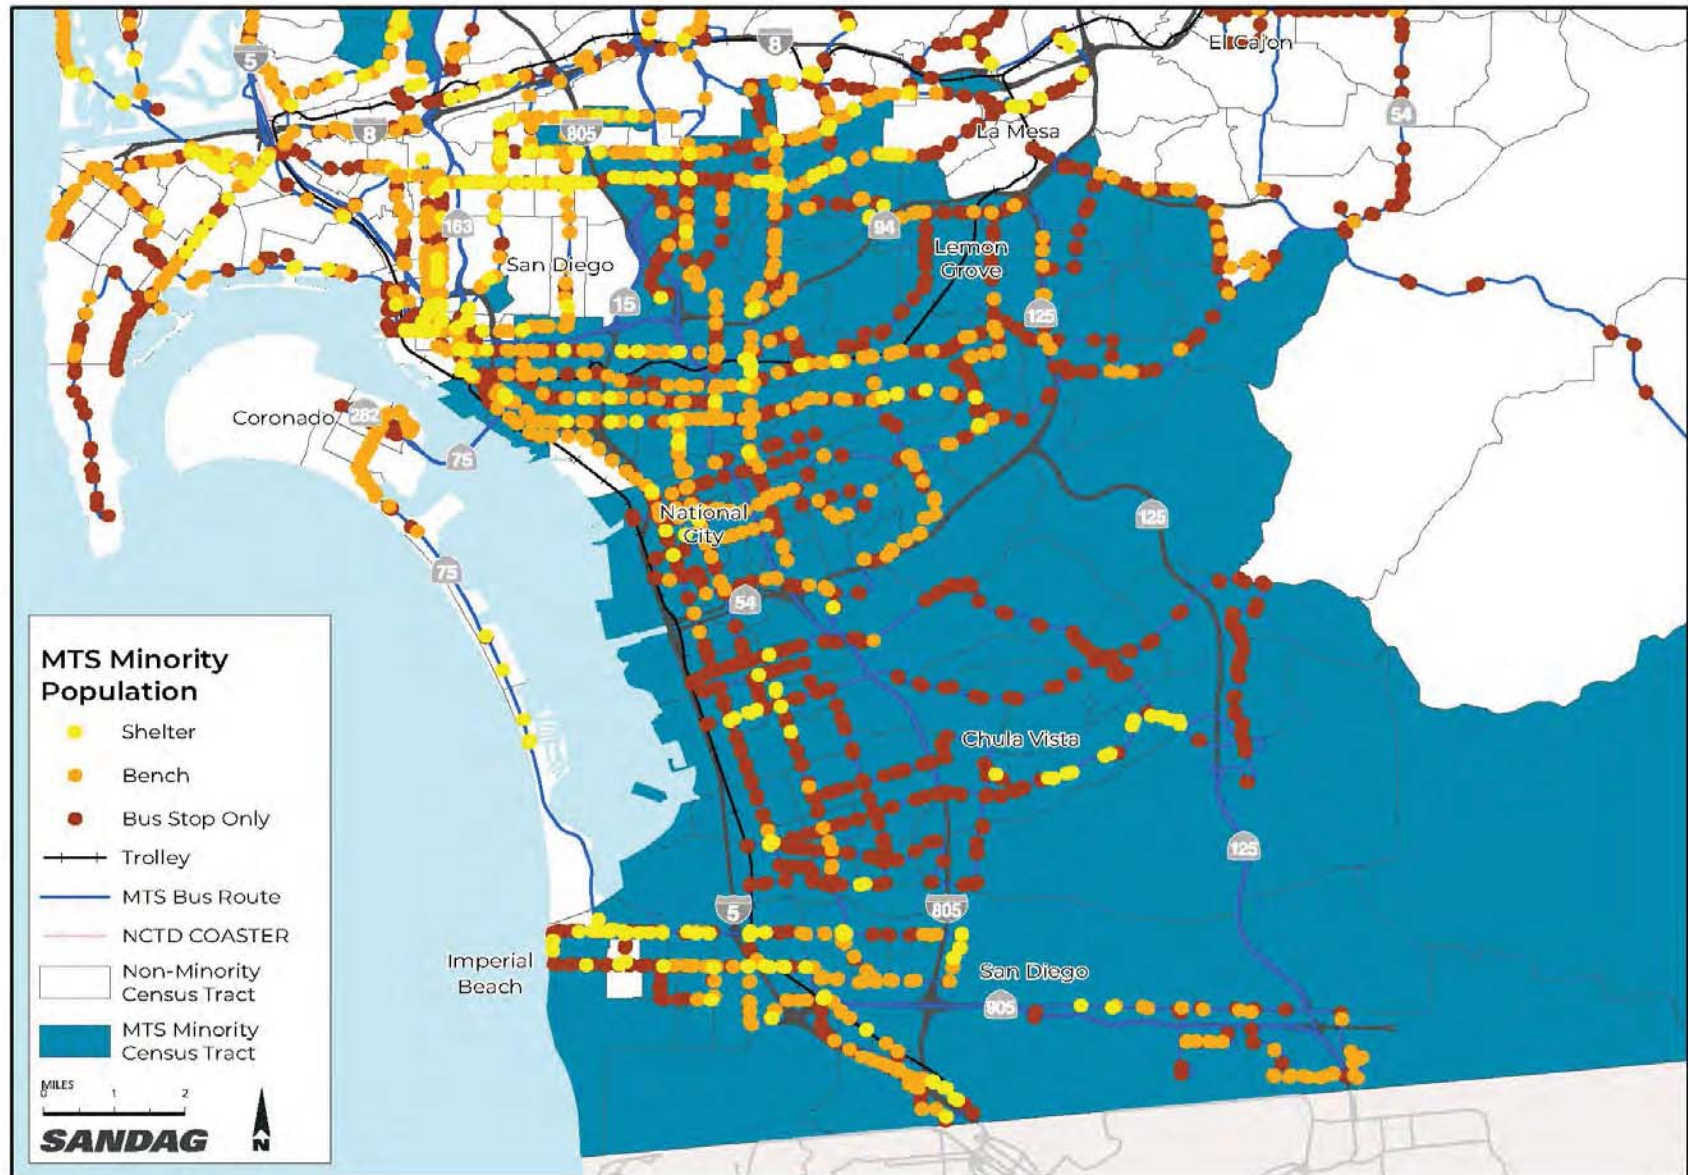 5
8
El Cajon
54
8
805
La Mesa
163
94
San Diego
Lemon
Grove
15
125
Coronado
282
75
National
City
125
75
54
MTS Minority
Population
Shelter
Bench
Bus Stop Only
Trolley
MTS Bus Route
NCTD COASTER
Non-Minority
Census Tract
MTS Minority
Census Tract
MILES
0 1 2
SANDAG
N
Chula Vista
125
5
805
Imperial
Beach
San Diego
905